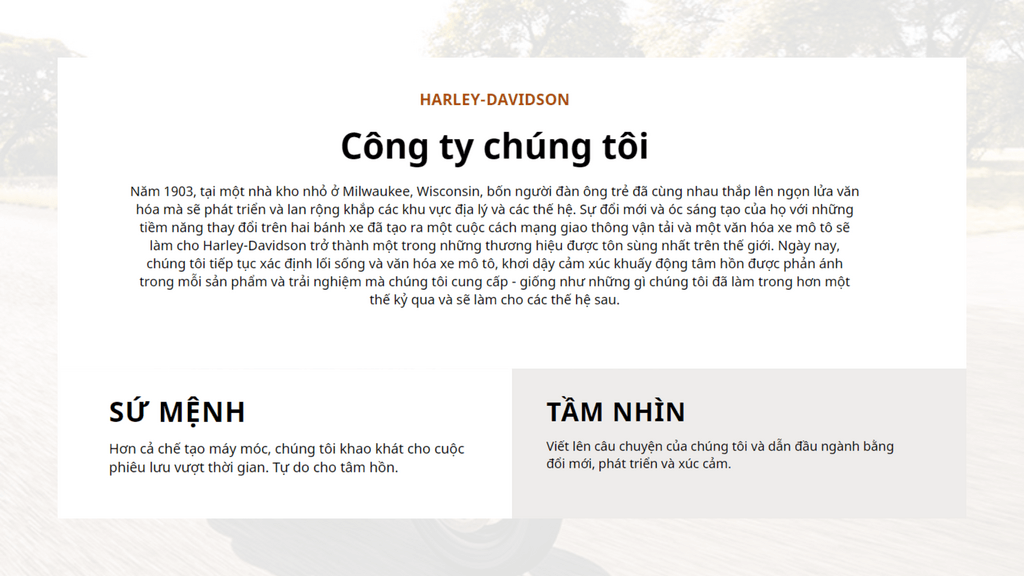 HARLEY-DAVIDSON
Công ty chúng tôi
Năm 1903, tại một nhà kho nhỏ ở Milwaukee, Wisconsin, bốn người đàn ông trẻ đã cùng nhau thắp lên ngọn lửa văn
hóa mà sẽ phát triển và lan rộng khắp các khu vực địa lý và các thế hệ. Sự đổi mới và óc sáng tạo của họ với những
tiềm năng thay đổi trên hai bánh xe đã tạo ra một cuộc cách mạng giao thông vận tải và một văn hóa xe mô tô sẽ
làm cho Harley-Davidson trở thành một trong những thương hiệu được tôn sùng nhất trên thế giới. Ngày nay,
chúng tôi tiếp tục xác định lối sống và văn hóa xe mô tô, khơi dậy cảm xúc khuấy động tâm hồn được phản ánh
trong mỗi sản phẩm và trải nghiệm mà chúng tôi cung cấp - giống như những gì chúng tôi đã làm trong hơn một
thế kỷ qua và sẽ làm cho các thế hệ sau.
SỨ MỆNH
Hơn cả chế tạo máy móc, chúng tôi khao khát cho cuộc
phiêu lưu vượt thời gian. Tự do cho tâm hồn.
TẦM NHÌN
Viết lên câu chuyện của chúng tôi và dẫn đầu ngành bằng
đổi mới, phát triển và xúc cảm.